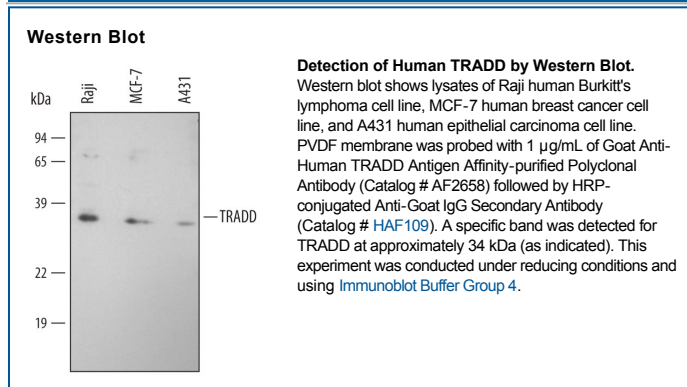 Western Blot
kDa
Raji
MCF-7
A431
94
65
39
22
19
TRADD
Detection of Human TRADD by Western Blot.
Western blot shows lysates of Raji human Burkitt's
lymphoma cell line, MCF-7 human breast cancer cell
line, and A431 human epithelial carcinoma cell line.
PVDF membrane was probed with 1 µg/mL of Goat Anti-
Human TRADD Antigen Affinity-purified Polyclonal
Antibody (Catalog # AF2658) followed by HRP-
conjugated Anti-Goat IgG Secondary Antibody
(Catalog # HAF109). A specific band was detected for
TRADD at approximately 34 kDa (as indicated). This
experiment was conducted under reducing conditions and
using Immunoblot Buffer Group 4.